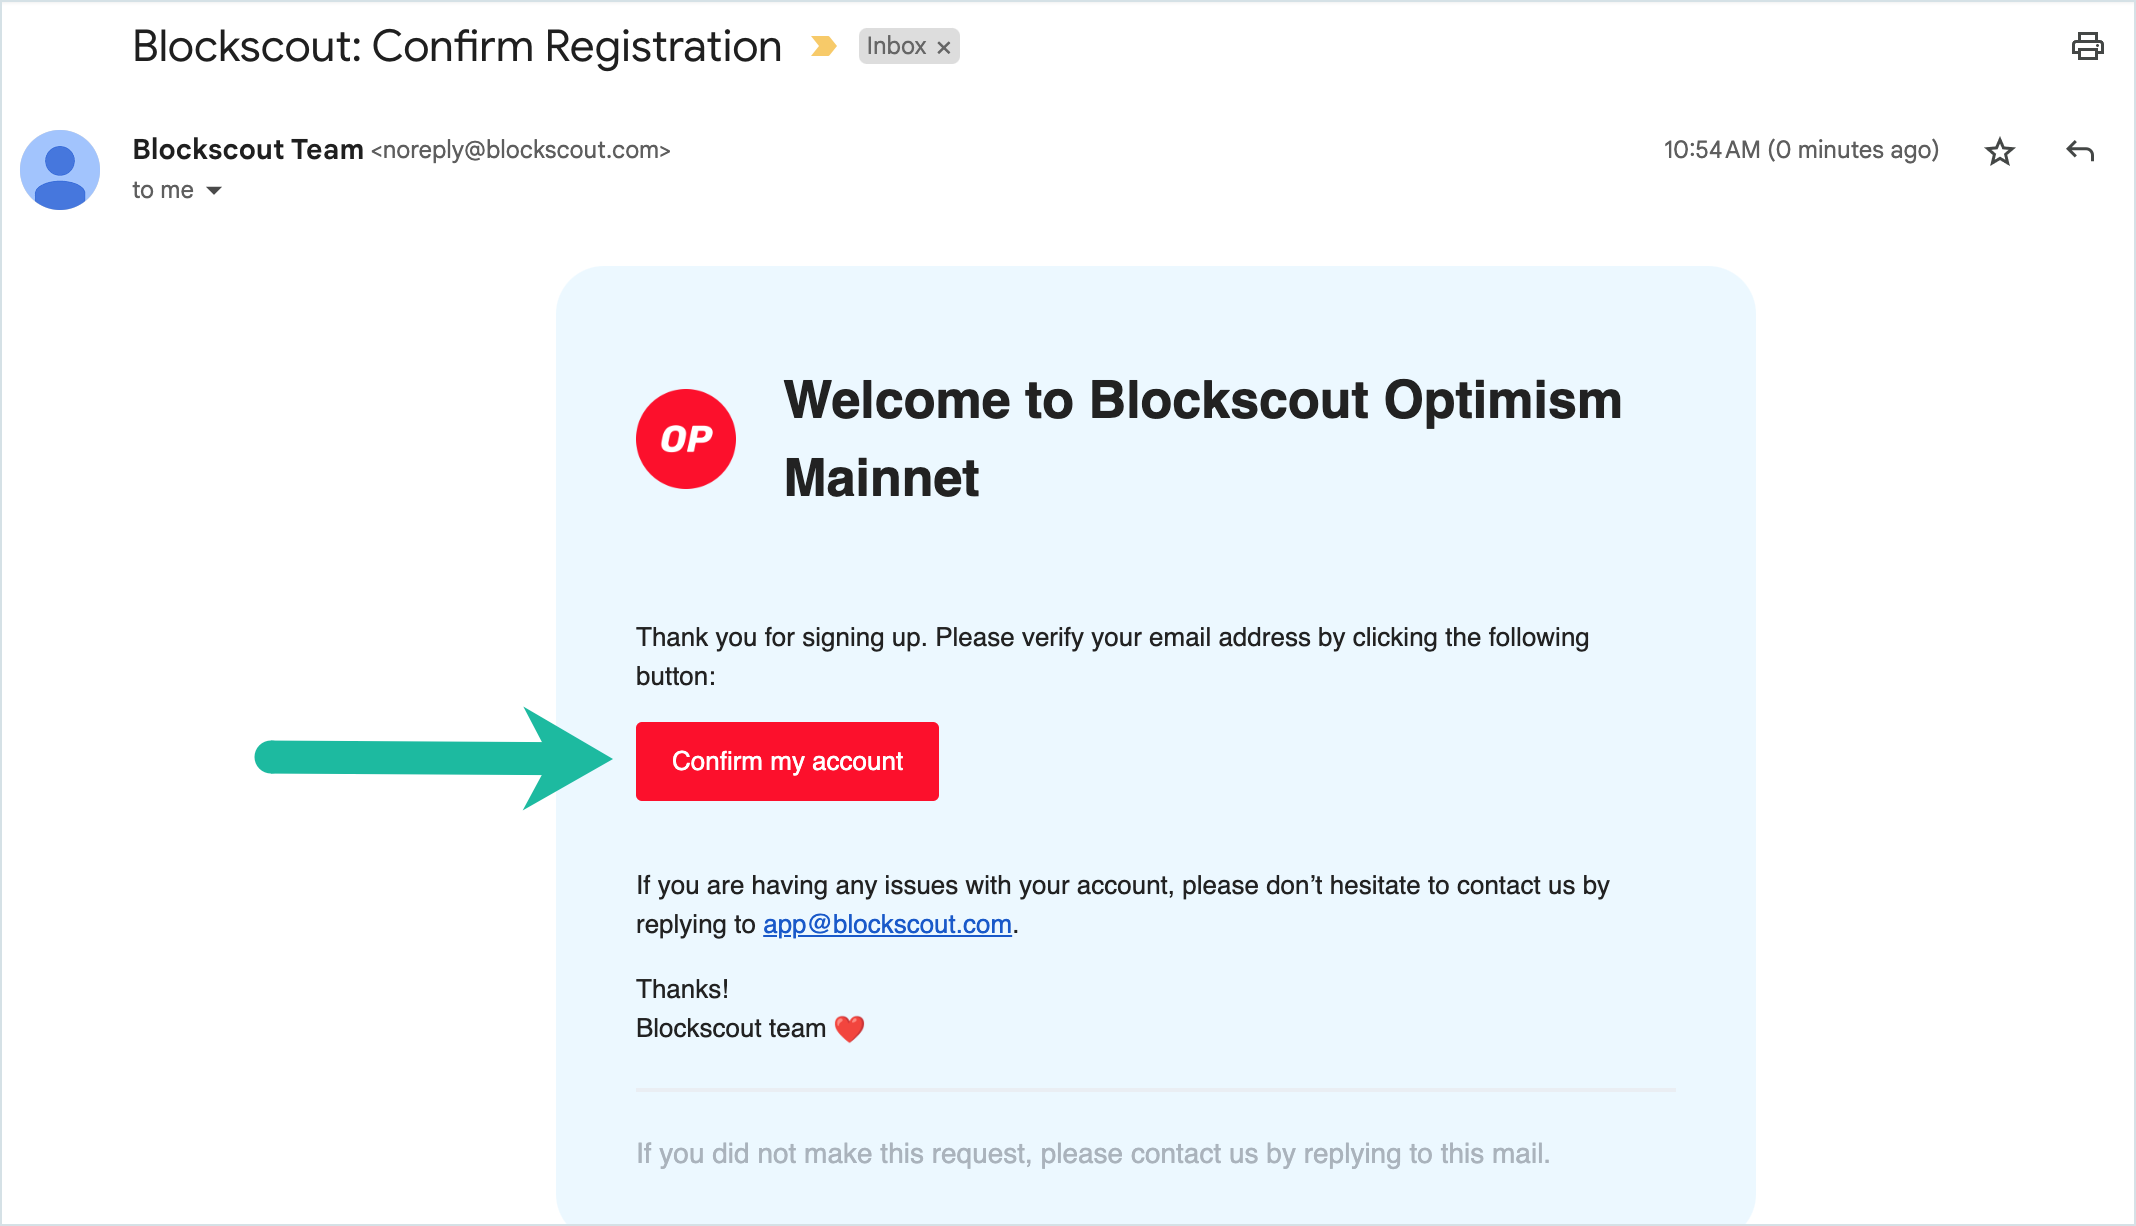 Blockscout: Confirm Registration
Inbox ×
Blockscout Team <noreply@blockscout.com>
10:54 AM (0 minutes ago)
to me
OP
Welcome to Blockscout Optimism
Mainnet
Thank you for signing up. Please verify your email address by clicking the following
button:
Confirm my account
If you are having any issues with your account, please don’t hesitate to contact us by
replying to app@blockscout.com.
Thanks!
Blockscout team ❤️
If you did not make this request, please contact us by replying to this mail.